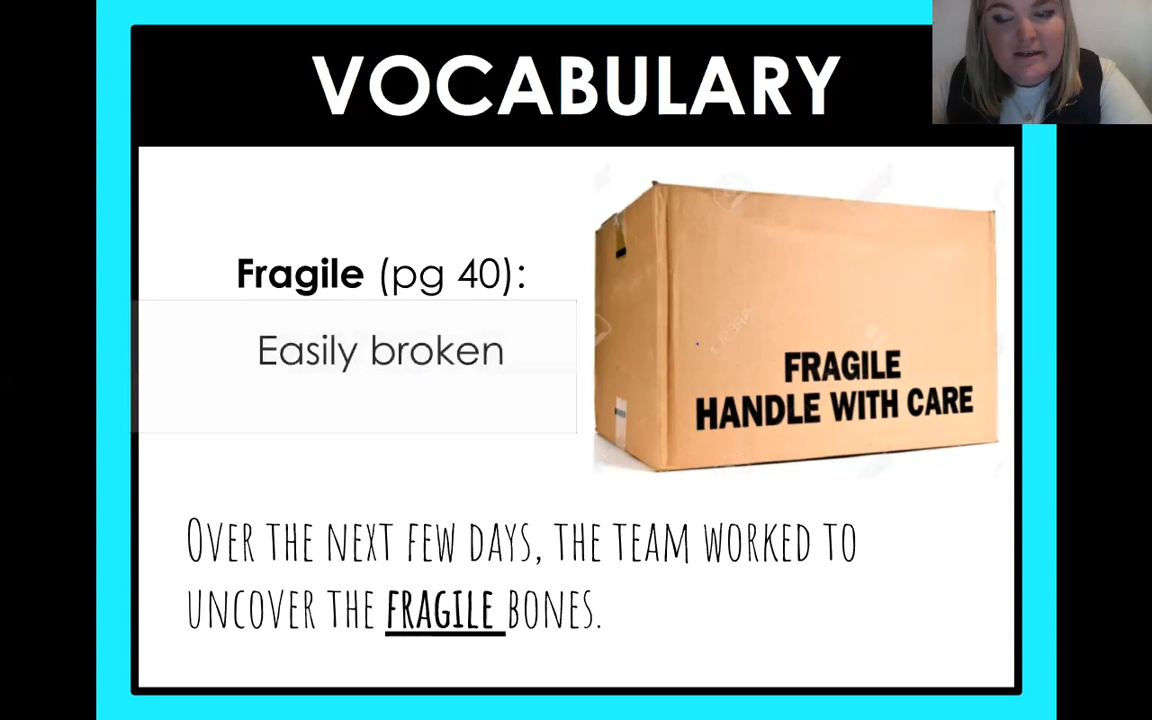 VOCABULARY
Fragile (pg 40):
Easily broken
FRAGILE
HANDLE WITH CARE
OVER THE NEXT FEW DAYS, THE TEAM WORKED TO
UNCOVER THE FRAGILE BONES.